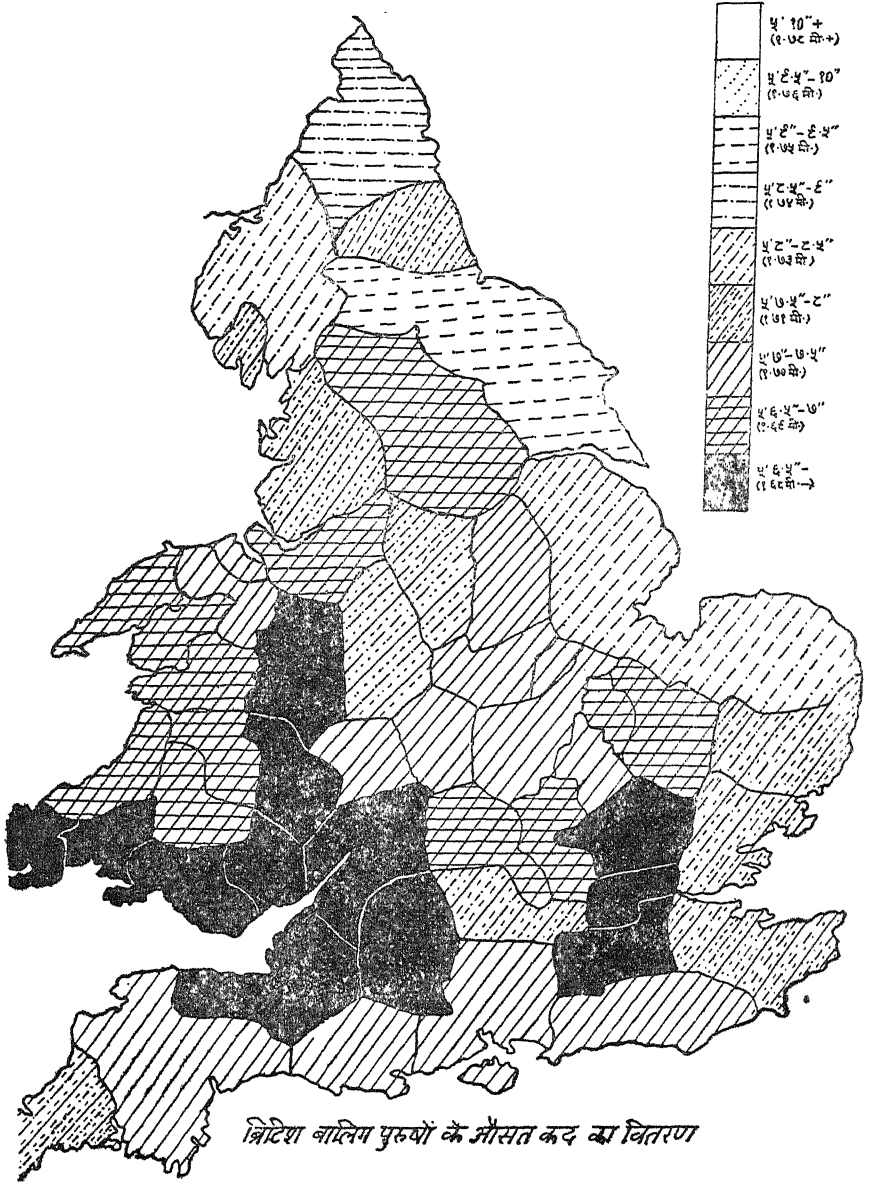 ५' १०"+
(१·७८ मी·+)
५'·९·५"–१०"
(१·७६ मी·)
५'·९"–९·५"
(१·७५ मी·)
५'८·५"–९"
(१ ७४ मी·)
५'८"–८·५"
(१·७३ मी·)
५'·७·५"–८"
(१ ७१ मी·)
५'७"–७·५"
(१·७० मी·)
५'६·५"–७"
(१·६९ मी·)
५'·६·५"–
(१ ६८ मी·→)
ब्रिटिश बालिग पुरुषों के औसत कद का वितरण